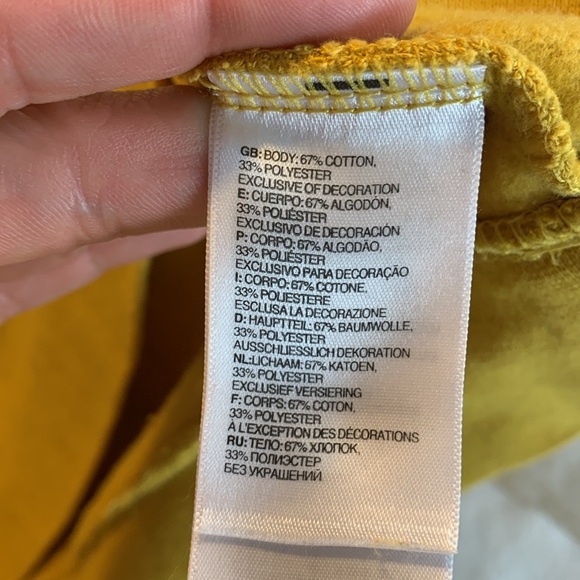 GB: BODY: 67% COTTON,
33% POLYESTER
EXCLUSIVE OF DECORATION
E: CUERPO: 67% ALGODÓN,
33% POLIÉSTER
EXCLUSIVO DE DECORACIÓN
P: CORPO: 67% ALGODÃO,
33% POLIÉSTER
EXCLUSIVO PARA DECORAÇÃO
I: CORPO: 67% COTONE,
33% POLIESTERE
ESCLUSA LA DECORAZIONE
D: HAUPTTEIL: 67% BAUMWOLLE,
33% POLYESTER
AUSSCHLIESSLICH DEKORATION
NL:LICHAAM: 67% KATOEN,
33% POLYESTER
EXCLUSIEF VERSIERING
F: CORPS: 67% COTON,
33% POLYESTER
À L'EXCEPTION DES DÉCORATIONS
RU: ТЕЛО: 67% ХЛОПОК,
33% ПОЛИЭСТЕР
БЕЗ УКРАШЕНИЙ